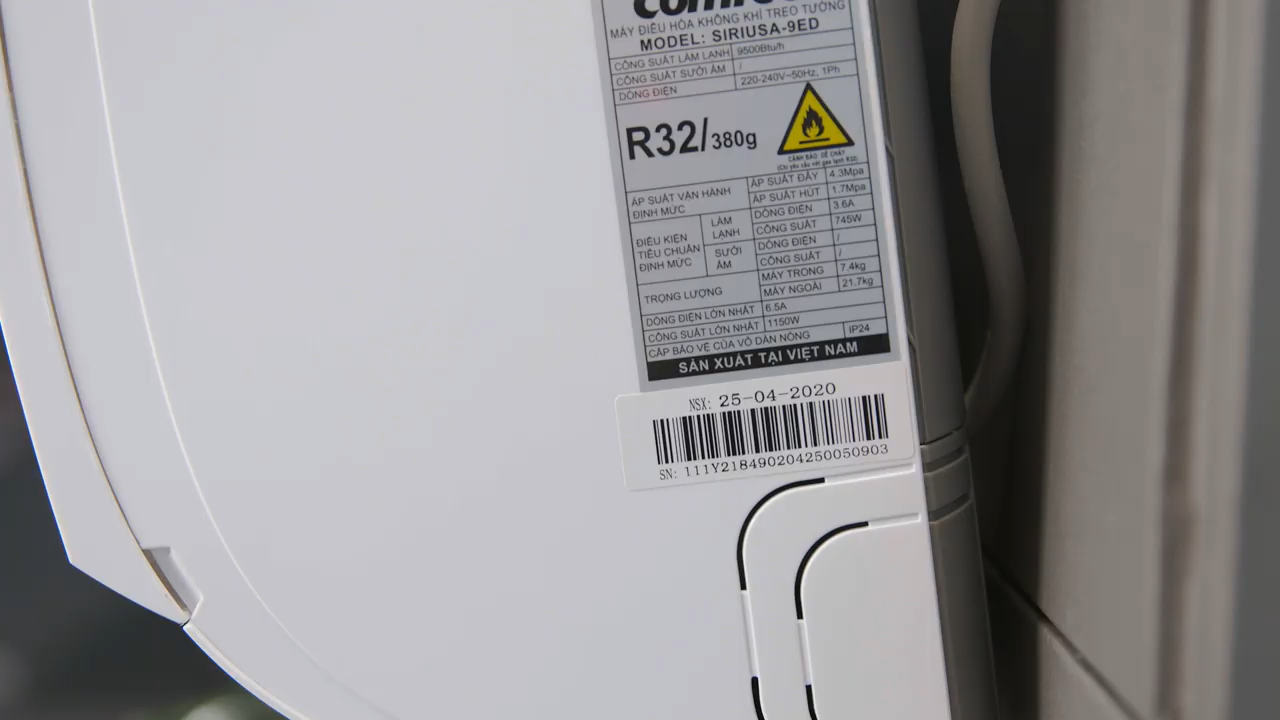 MÁY ĐIỀU HÒA KHÔNG KHÍ TREO TƯỜNG
MODEL: SIRIUSA-9ED
CÔNG SUẤT LÀM LẠNH 9500Btu/h
CÔNG SUẤT SƯỞI ẤM /
DÒNG ĐIỆN 220-240V~50Hz, 1Ph
R32/380g
CẢNH BÁO: DỄ CHÁY
ÁP SUẤT VẬN HÀNH ĐỊNH MỨC
ÁP SUẤT ĐẨY 4.3Mpa
ÁP SUẤT HÚT 1.7Mpa
ĐIỀU KIỆN TIÊU CHUẨN ĐỊNH MỨC
LÀM LẠNH
DÒNG ĐIỆN 3.6A
CÔNG SUẤT 745W
SƯỞI ẤM
DÒNG ĐIỆN /
CÔNG SUẤT /
TRỌNG LƯỢNG
MÁY TRONG 7.4kg
MÁY NGOÀI 21.7kg
DÒNG ĐIỆN LỚN NHẤT 6.5A
CÔNG SUẤT LỚN NHẤT 1150W
CẤP BẢO VỆ CỦA VỎ DÀN NÓNG IP24
SẢN XUẤT TẠI VIỆT NAM
NSX: 25-04-2020
SN: 111Y218490204250050903